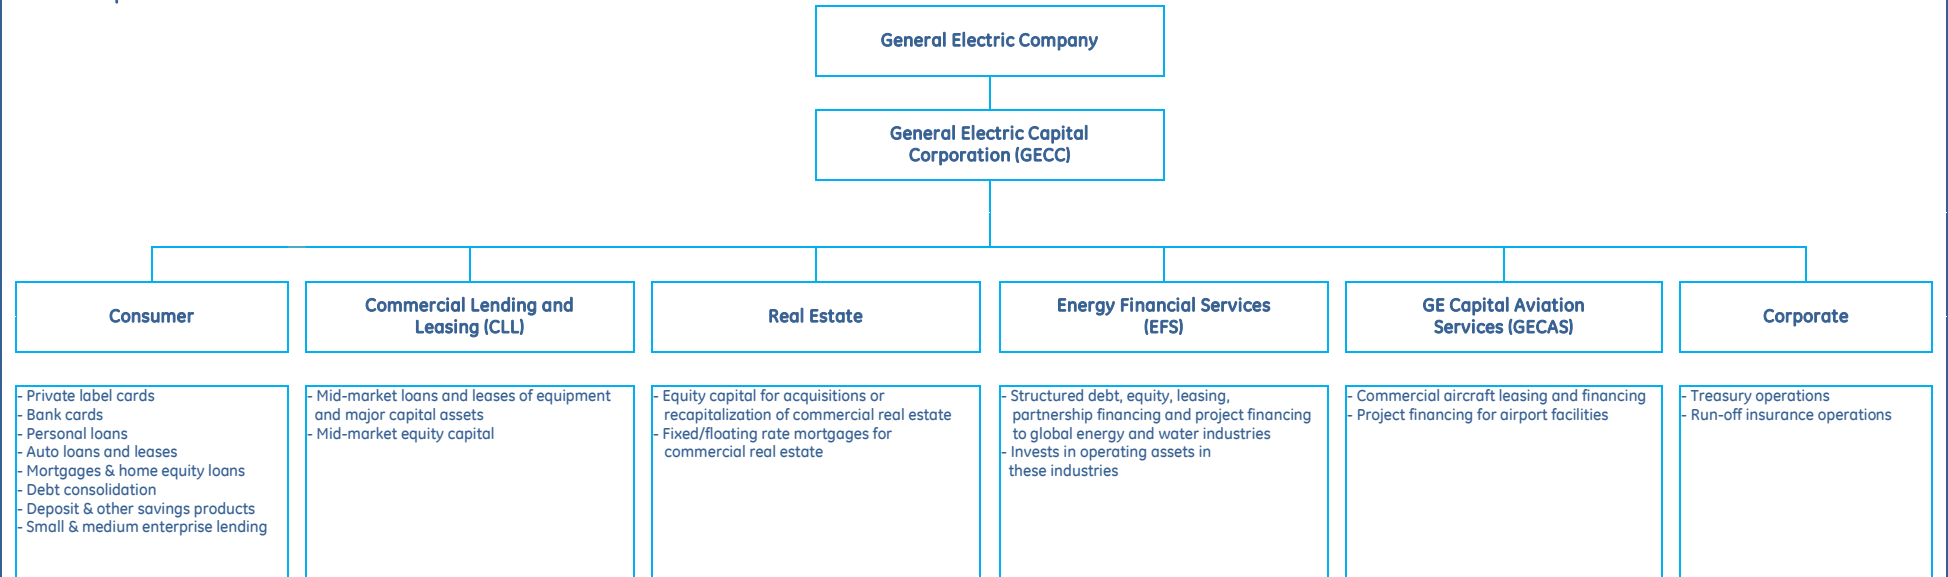 General Electric Company
General Electric Capital
Corporation (GECC)
Consumer
Commercial Lending and
Leasing (CLL)
Real Estate
Energy Financial Services
(EFS)
GE Capital Aviation
Services (GECAS)
Corporate
- Private label cards
- Bank cards
- Personal loans
- Auto loans and leases
- Mortgages & home equity loans
- Debt consolidation
- Deposit & other savings products
- Small & medium enterprise lending
- Mid-market loans and leases of equipment
and major capital assets
- Mid-market equity capital
- Equity capital for acquisitions or
recapitalization of commercial real estate
- Fixed/floating rate mortgages for
commercial real estate
- Structured debt, equity, leasing,
partnership financing and project financing
to global energy and water industries
- Invests in operating assets in
these industries
- Commercial aircraft leasing and financing
- Project financing for airport facilities
- Treasury operations
- Run-off insurance operations